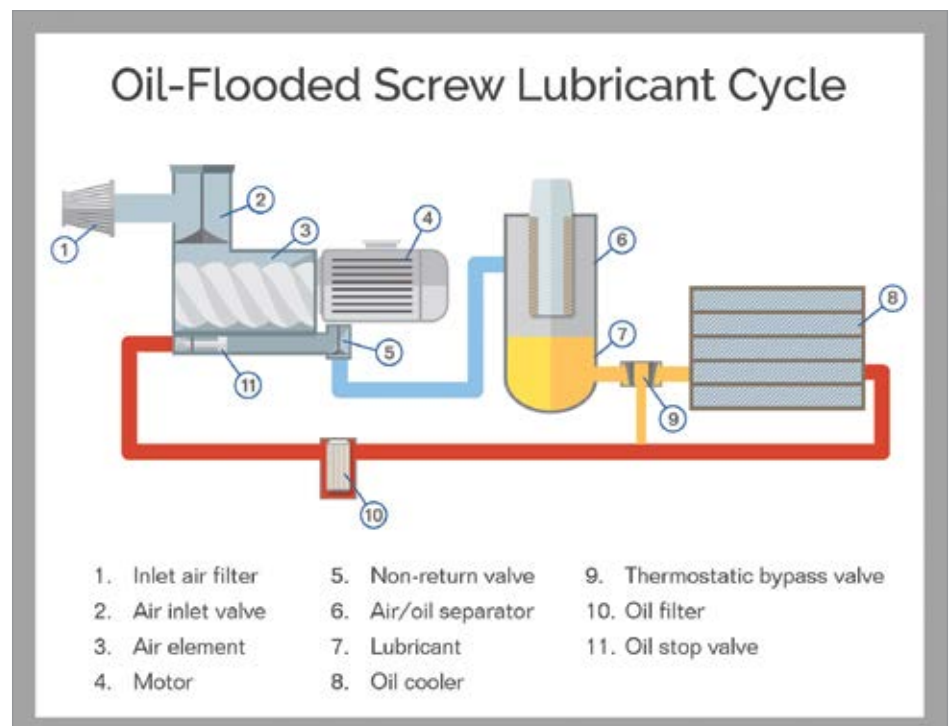 Oil-Flooded Screw Lubricant Cycle
1
2
3
4
5
6
7
8
9
10
11
1. Inlet air filter
2. Air inlet valve
3. Air element
4. Motor
5. Non-return valve
6. Air/oil separator
7. Lubricant
8. Oil cooler
9. Thermostatic bypass valve
10. Oil filter
11. Oil stop valve